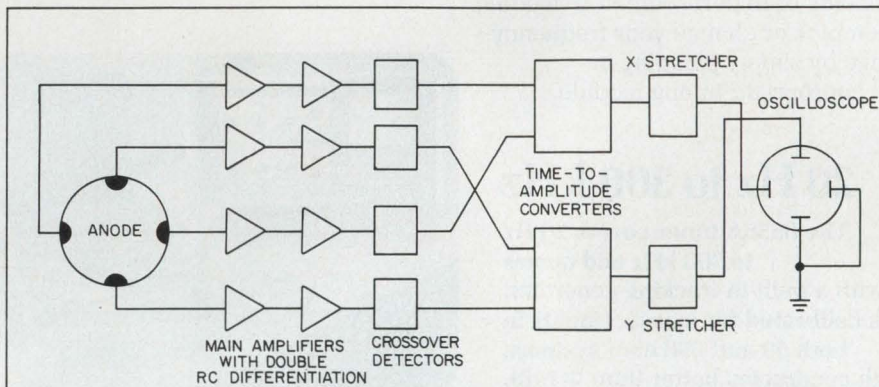 X STRETCHER
OSCILLOSCOPE
TIME-TO-
AMPLITUDE
CONVERTERS
ANODE
MAIN AMPLIFIERS
WITH DOUBLE
RC DIFFERENTIATION
CROSSOVER
DETECTORS
Y STRETCHER